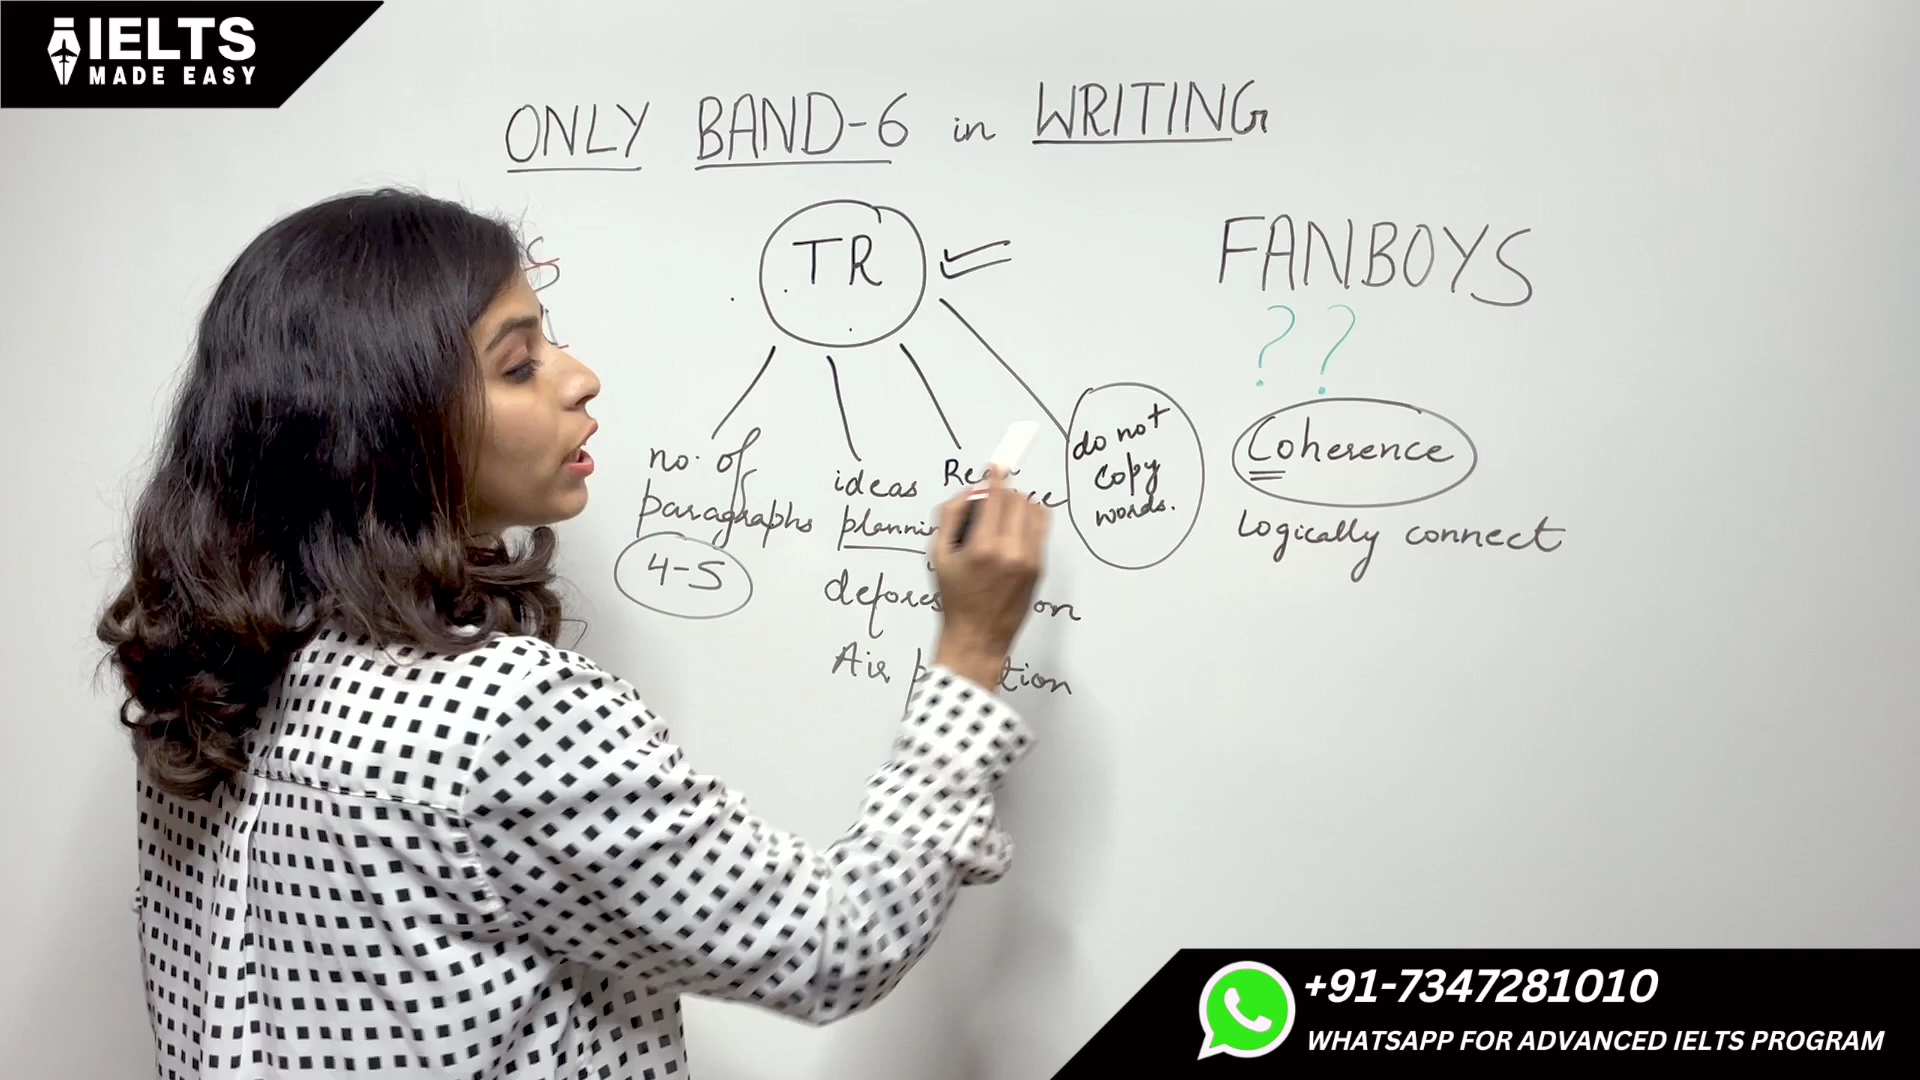 IELTS
MADE EASY
ONLY BAND-6 in WRITING
TR
FANBOYS
? ?
no. of
paragraphs
4-5
ideas
planning
do not
copy
words.
Coherence
Logically connect
Air
+91-7347281010
WHATSAPP FOR ADVANCED IELTS PROGRAM